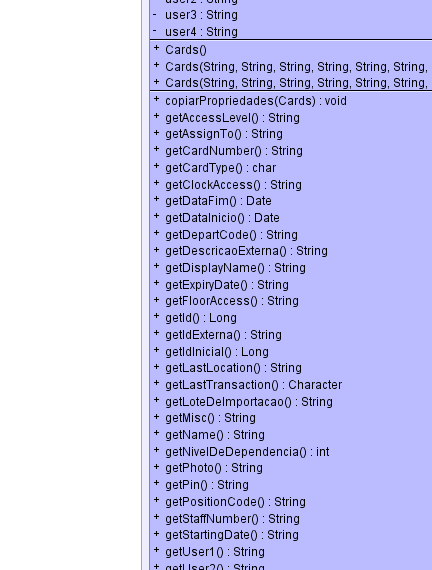 - user2 : String
- user3 : String
- user4 : String
+ Cards()
+ Cards(String, String, String, String, String, String,
+ Cards(String, String, String, String, String, String,
+ copiarPropriedades(Cards) : void
+ getAccessLevel() : String
+ getAssignTo() : String
+ getCardNumber() : String
+ getCardType() : char
+ getClockAccess() : String
+ getDataFim() : Date
+ getDataInicio() : Date
+ getDepartCode() : String
+ getDescricaoExterna() : String
+ getDisplayName() : String
+ getExpiryDate() : String
+ getFloorAccess() : String
+ getId() : Long
+ getIdExterna() : String
+ getIdInicial() : Long
+ getLastLocation() : String
+ getLastTransaction() : Character
+ getLoteDeImportacao() : String
+ getMisc() : String
+ getName() : String
+ getNivelDeDependencia() : int
+ getPhoto() : String
+ getPin() : String
+ getPositionCode() : String
+ getStaffNumber() : String
+ getStartingDate() : String
+ getUser1() : String
+ getUser2() : String